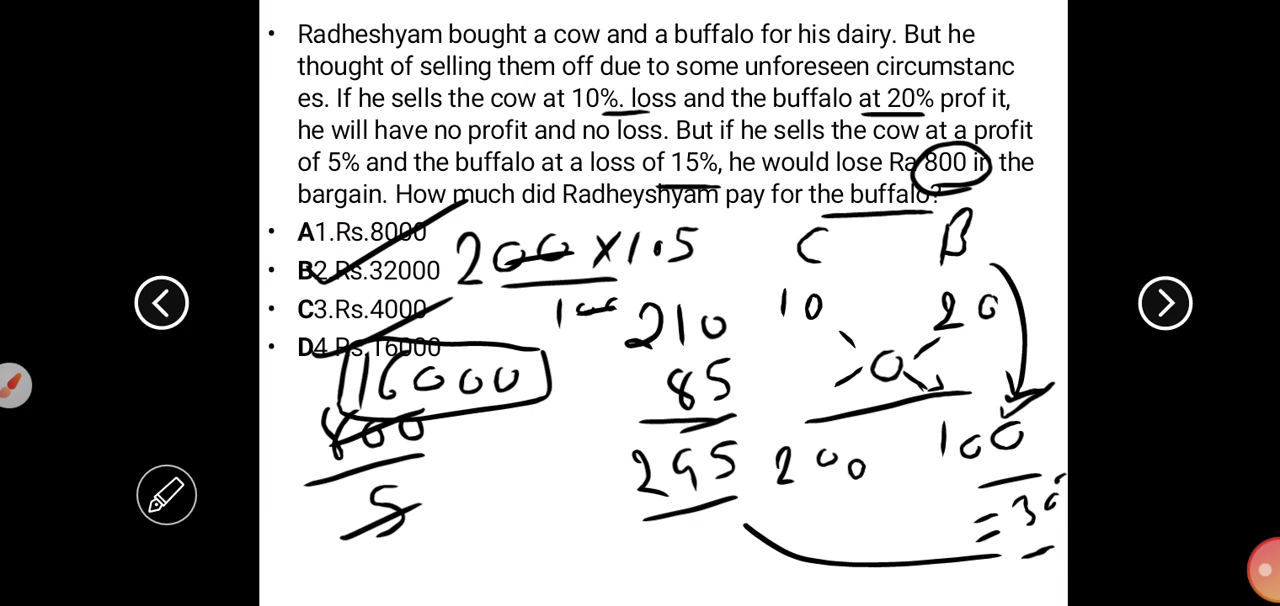 • Radheshyam bought a cow and a buffalo for his dairy. But he
thought of selling them off due to some unforeseen circumstanc
es. If he sells the cow at 10%. loss and the buffalo at 20% prof it,
he will have no profit and no loss. But if he sells the cow at a profit
of 5% and the buffalo at a loss of 15%, he would lose Ra 800 in the
bargain. How much did Radheyshyam pay for the buffalo?
• A1.Rs.8000
• B2.Rs.32000
• C3.Rs.4000
• D4.Rs.16000
200 X 1.5
100
C B
10 20
0
200 100
= 30
210
85
295
16000
800
5